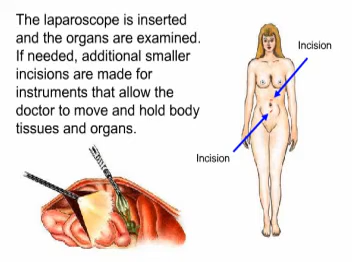 The laparoscope is inserted
and the organs are examined.
If needed, additional smaller
incisions are made for
instruments that allow the
doctor to move and hold body
tissues and organs.
Incision
Incision